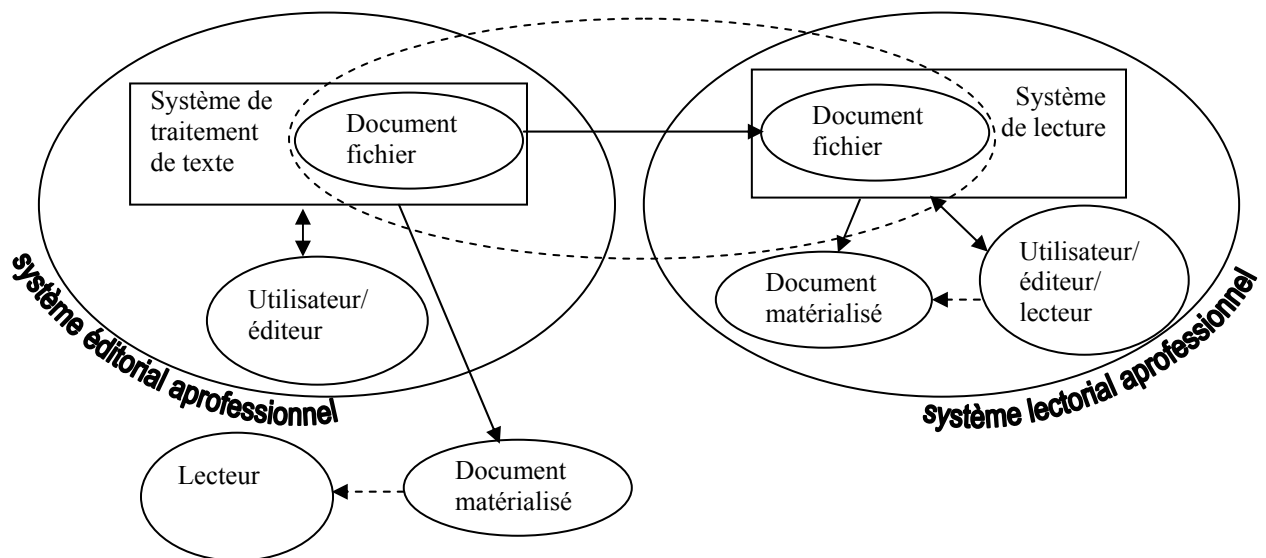 Système de
traitement
de texte
Document
fichier
Utilisateur/
éditeur
système éditorial aprofessionnel
Document
fichier
Système
de lecture
Document
matérialisé
Utilisateur/
éditeur/
lecteur
système lectorial aprofessionnel
Lecteur
Document
matérialisé